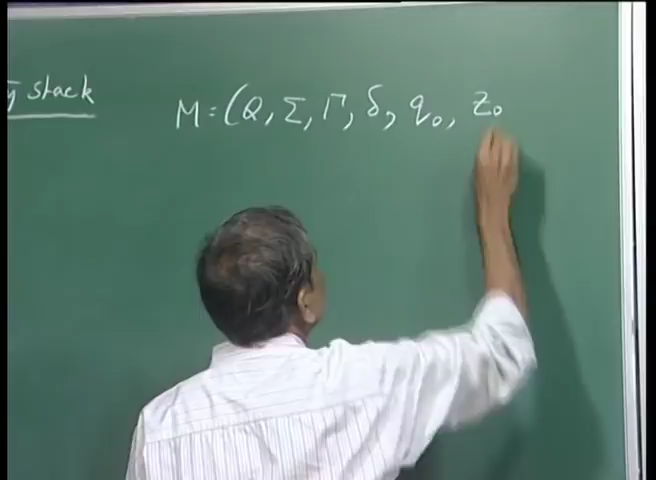 stack
M = (Q, Σ, Γ, δ, q₀, z₀